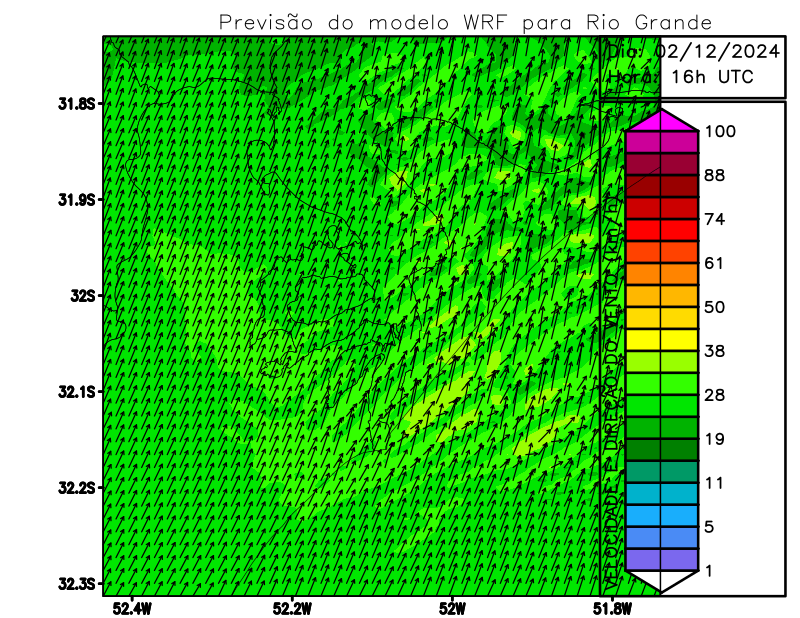 Previsão do modelo WRF para Rio Grande
Dia: 02/12/2024
Hora: 16h UTC
31.8S
31.9S
32S
32.1S
32.2S
32.3S
52.4W
52.2W
52W
51.8W
VELOCIDADE E DIREÇÃO DO VENTO (km/h)
100
88
74
61
50
38
28
19
11
5
1